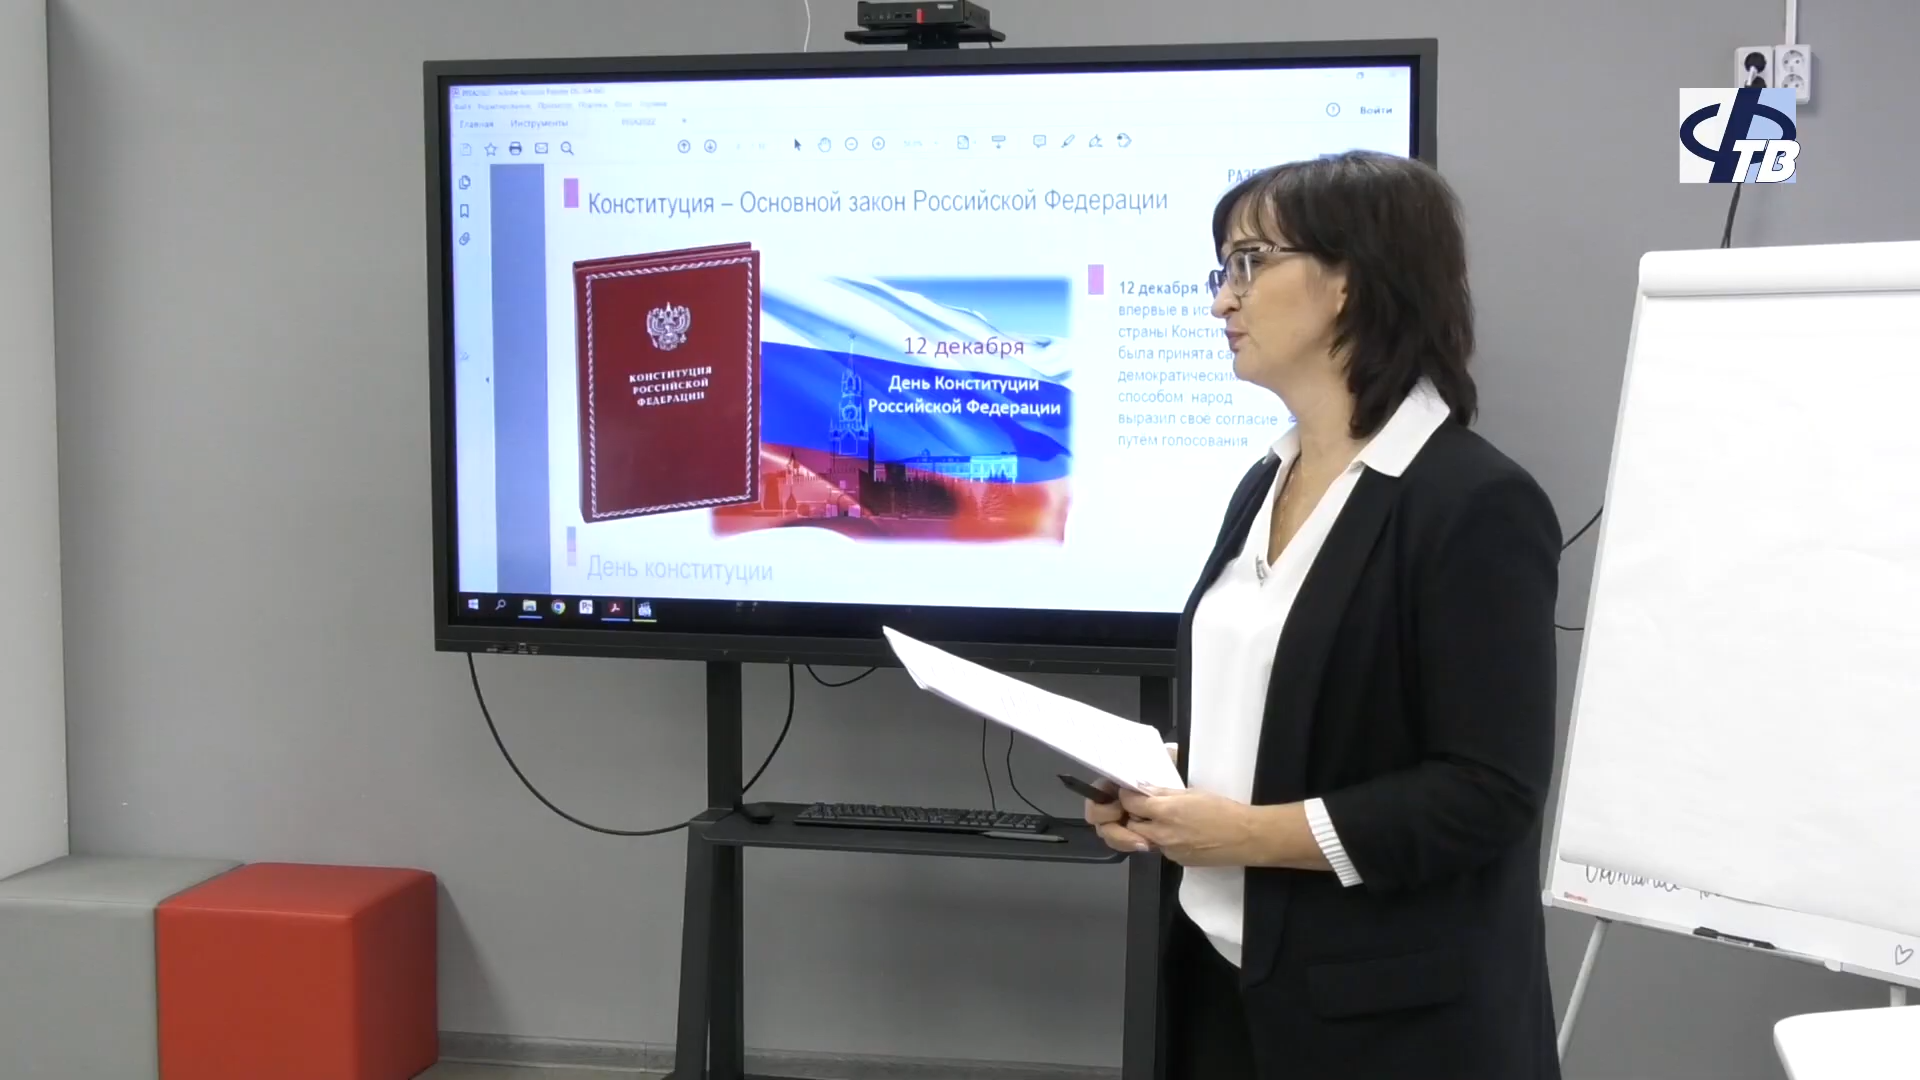 Главная Инструменты
Войти
Конституция – Основной закон Российской Федерации
КОНСТИТУЦИЯ
РОССИЙСКОЙ
ФЕДЕРАЦИИ
12 декабря
День Конституции
Российской Федерации
12 декабря 1
впервые в ис
страны Констит
была принята са
демократическим
способом народ
выразил свое согласие
путем голосования
День конституции
ТВ